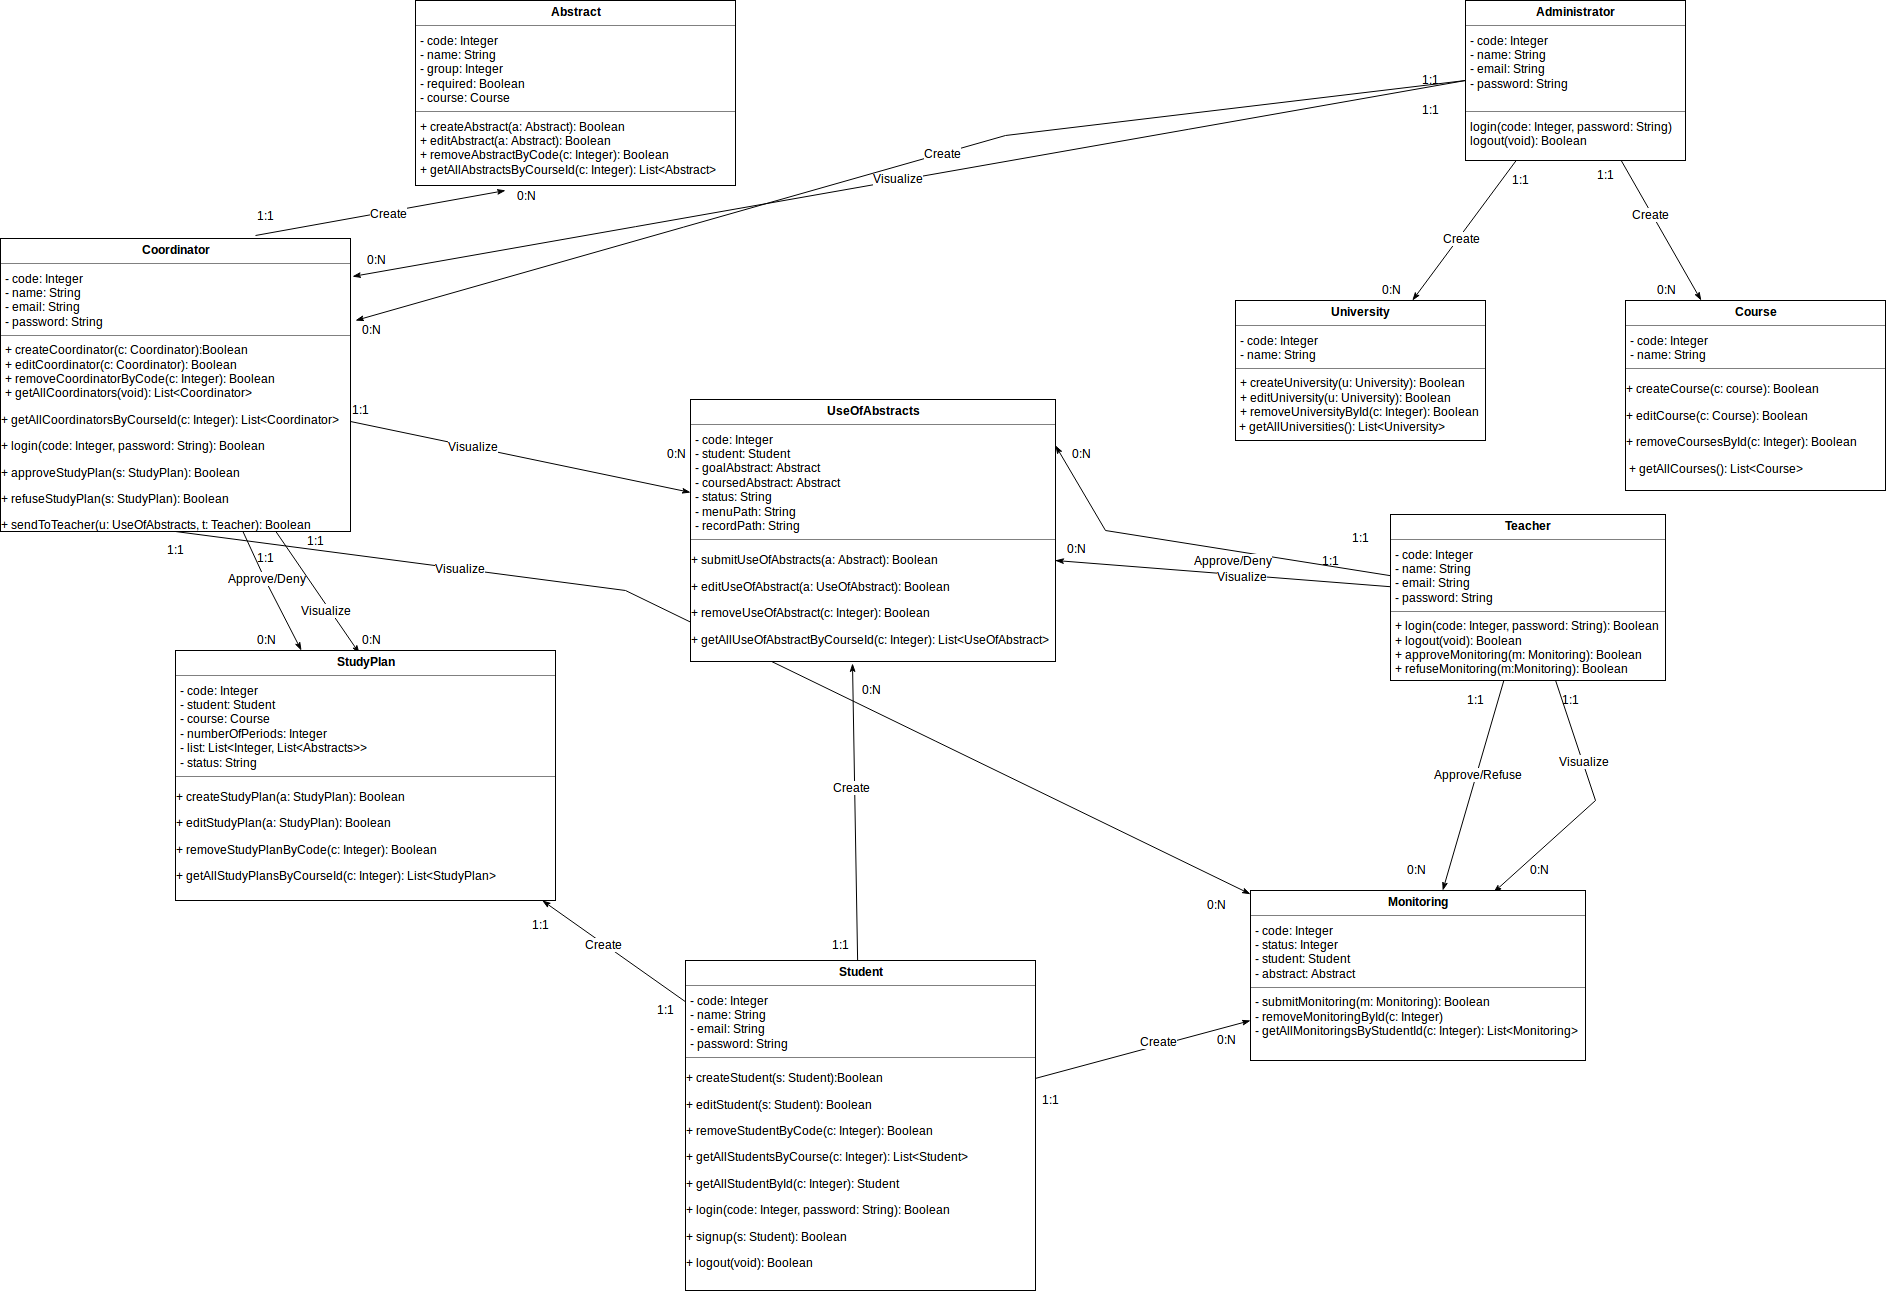 Abstract
- code: Integer
- name: String
- group: Integer
- required: Boolean
- course: Course
+ createAbstract(a: Abstract): Boolean
+ editAbstract(a: Abstract): Boolean
+ removeAbstractByCode(c: Integer): Boolean
+ getAllAbstractsByCourseId(c: Integer): List<Abstract>
Administrator
- code: Integer
- name: String
- email: String
- password: String
login(code: Integer, password: String)
logout(void): Boolean
1:1
1:1
Create
Visualize
1:1
1:1
0:N
1:1
Create
Create
Create
0:N
0:N
0:N
0:N
Coordinator
- code: Integer
- name: String
- email: String
- password: String
+ createCoordinator(c: Coordinator):Boolean
+ editCoordinator(c: Coordinator): Boolean
+ removeCoordinatorByCode(c: Integer): Boolean
+ getAllCoordinators(void): List<Coordinator>
+ getAllCoordinatorsByCourseId(c: Integer): List<Coordinator>
+ login(code: Integer, password: String): Boolean
+ approveStudyPlan(s: StudyPlan): Boolean
+ refuseStudyPlan(s: StudyPlan): Boolean
+ sendToTeacher(u: UseOfAbstracts, t: Teacher): Boolean
University
- code: Integer
- name: String
+ createUniversity(u: University): Boolean
+ editUniversity(u: University): Boolean
+ removeUniversityById(c: Integer): Boolean
+ getAllUniversities(): List<University>
Course
- code: Integer
- name: String
+ createCourse(c: course): Boolean
+ editCourse(c: Course): Boolean
+ removeCoursesById(c: Integer): Boolean
+ getAllCourses(): List<Course>
1:1
Visualize
0:N
UseOfAbstracts
- code: Integer
- student: Student
- goalAbstract: Abstract
- coursedAbstract: Abstract
- status: String
- menuPath: String
- recordPath: String
+ submitUseOfAbstracts(a: Abstract): Boolean
+ editUseOfAbstract(a: UseOfAbstract): Boolean
+ removeUseOfAbstract(c: Integer): Boolean
+ getAllUseOfAbstractByCourseId(c: Integer): List<UseOfAbstract>
0:N
0:N
1:1
1:1
Approve/Deny
Visualize
Teacher
- code: Integer
- name: String
- email: String
- password: String
+ login(code: Integer, password: String): Boolean
+ logout(void): Boolean
+ approveMonitoring(m: Monitoring): Boolean
+ refuseMonitoring(m:Monitoring): Boolean
1:1
1:1
1:1
Visualize
Approve/Deny
Visualize
0:N
0:N
StudyPlan
- code: Integer
- student: Student
- course: Course
- numberOfPeriods: Integer
- list: List<Integer, List<Abstracts>>
- status: String
+ createStudyPlan(a: StudyPlan): Boolean
+ editStudyPlan(a: StudyPlan): Boolean
+ removeStudyPlanByCode(c: Integer): Boolean
+ getAllStudyPlansByCourseId(c: Integer): List<StudyPlan>
0:N
Create
1:1
1:1
1:1
Visualize
Approve/Refuse
0:N
0:N
0:N
Monitoring
- code: Integer
- status: Integer
- student: Student
- abstract: Abstract
- submitMonitoring(m: Monitoring): Boolean
- removeMonitoringById(c: Integer)
- getAllMonitoringsByStudentId(c: Integer): List<Monitoring>
1:1
Create
1:1
Student
- code: Integer
- name: String
- email: String
- password: String
+ createStudent(s: Student):Boolean
+ editStudent(s: Student): Boolean
+ removeStudentByCode(c: Integer): Boolean
+ getAllStudentsByCourse(c: Integer): List<Student>
+ getAllStudentById(c: Integer): Student
+ login(code: Integer, password: String): Boolean
+ signup(s: Student): Boolean
+ logout(void): Boolean
Create
0:N
1:1